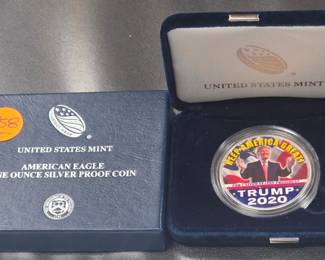 58
UNITED STATES MINT
AMERICAN EAGLE
ONE OUNCE SILVER PROOF COIN
UNITED STATES MINT
KEEP AMERICA GREAT!
TRUMP
2020